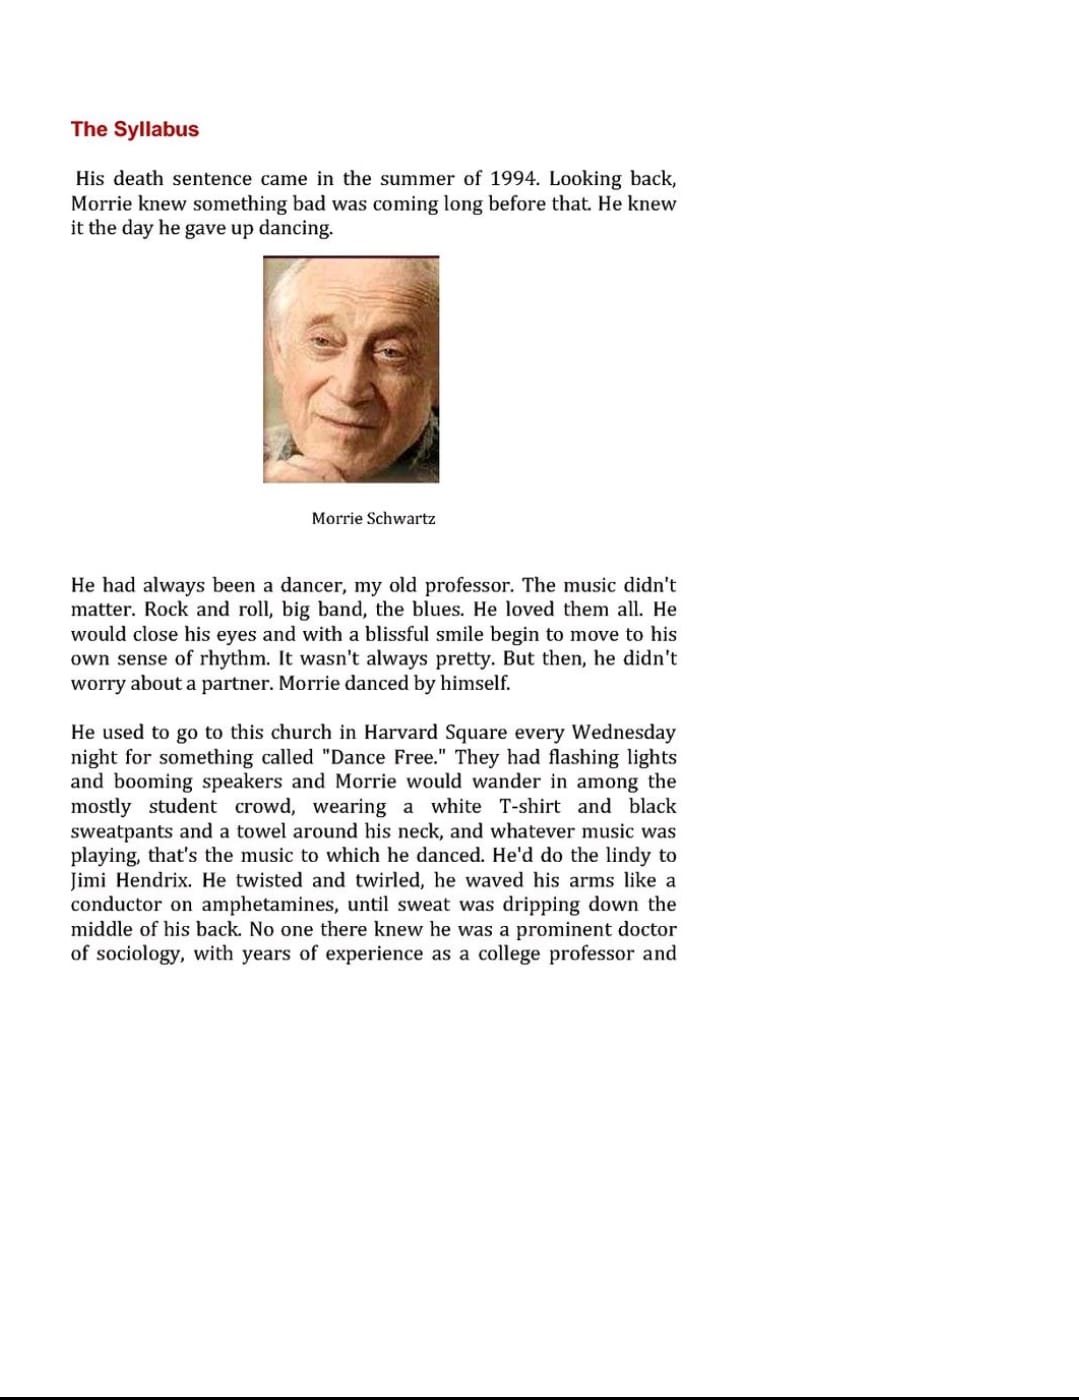 The Syllabus
His death sentence came in the summer of 1994. Looking back,
Morrie knew something bad was coming long before that. He knew
it the day he gave up dancing.
Morrie Schwartz
He had always been a dancer, my old professor. The music didn't
matter. Rock and roll, big band, the blues. He loved them all. He
would close his eyes and with a blissful smile begin to move to his
own sense of rhythm. It wasn't always pretty. But then, he didn't
worry about a partner. Morrie danced by himself.
He used to go to this church in Harvard Square every Wednesday
night for something called "Dance Free." They had flashing lights
and booming speakers and Morrie would wander in among the
mostly student crowd, wearing a white T-shirt and black
sweatpants and a towel around his neck, and whatever music was
playing, that's the music to which he danced. He'd do the lindy to
Jimi Hendrix. He twisted and twirled, he waved his arms like a
conductor on amphetamines, until sweat was dripping down the
middle of his back. No one there knew he was a prominent doctor
of sociology, with years of experience as a college professor and